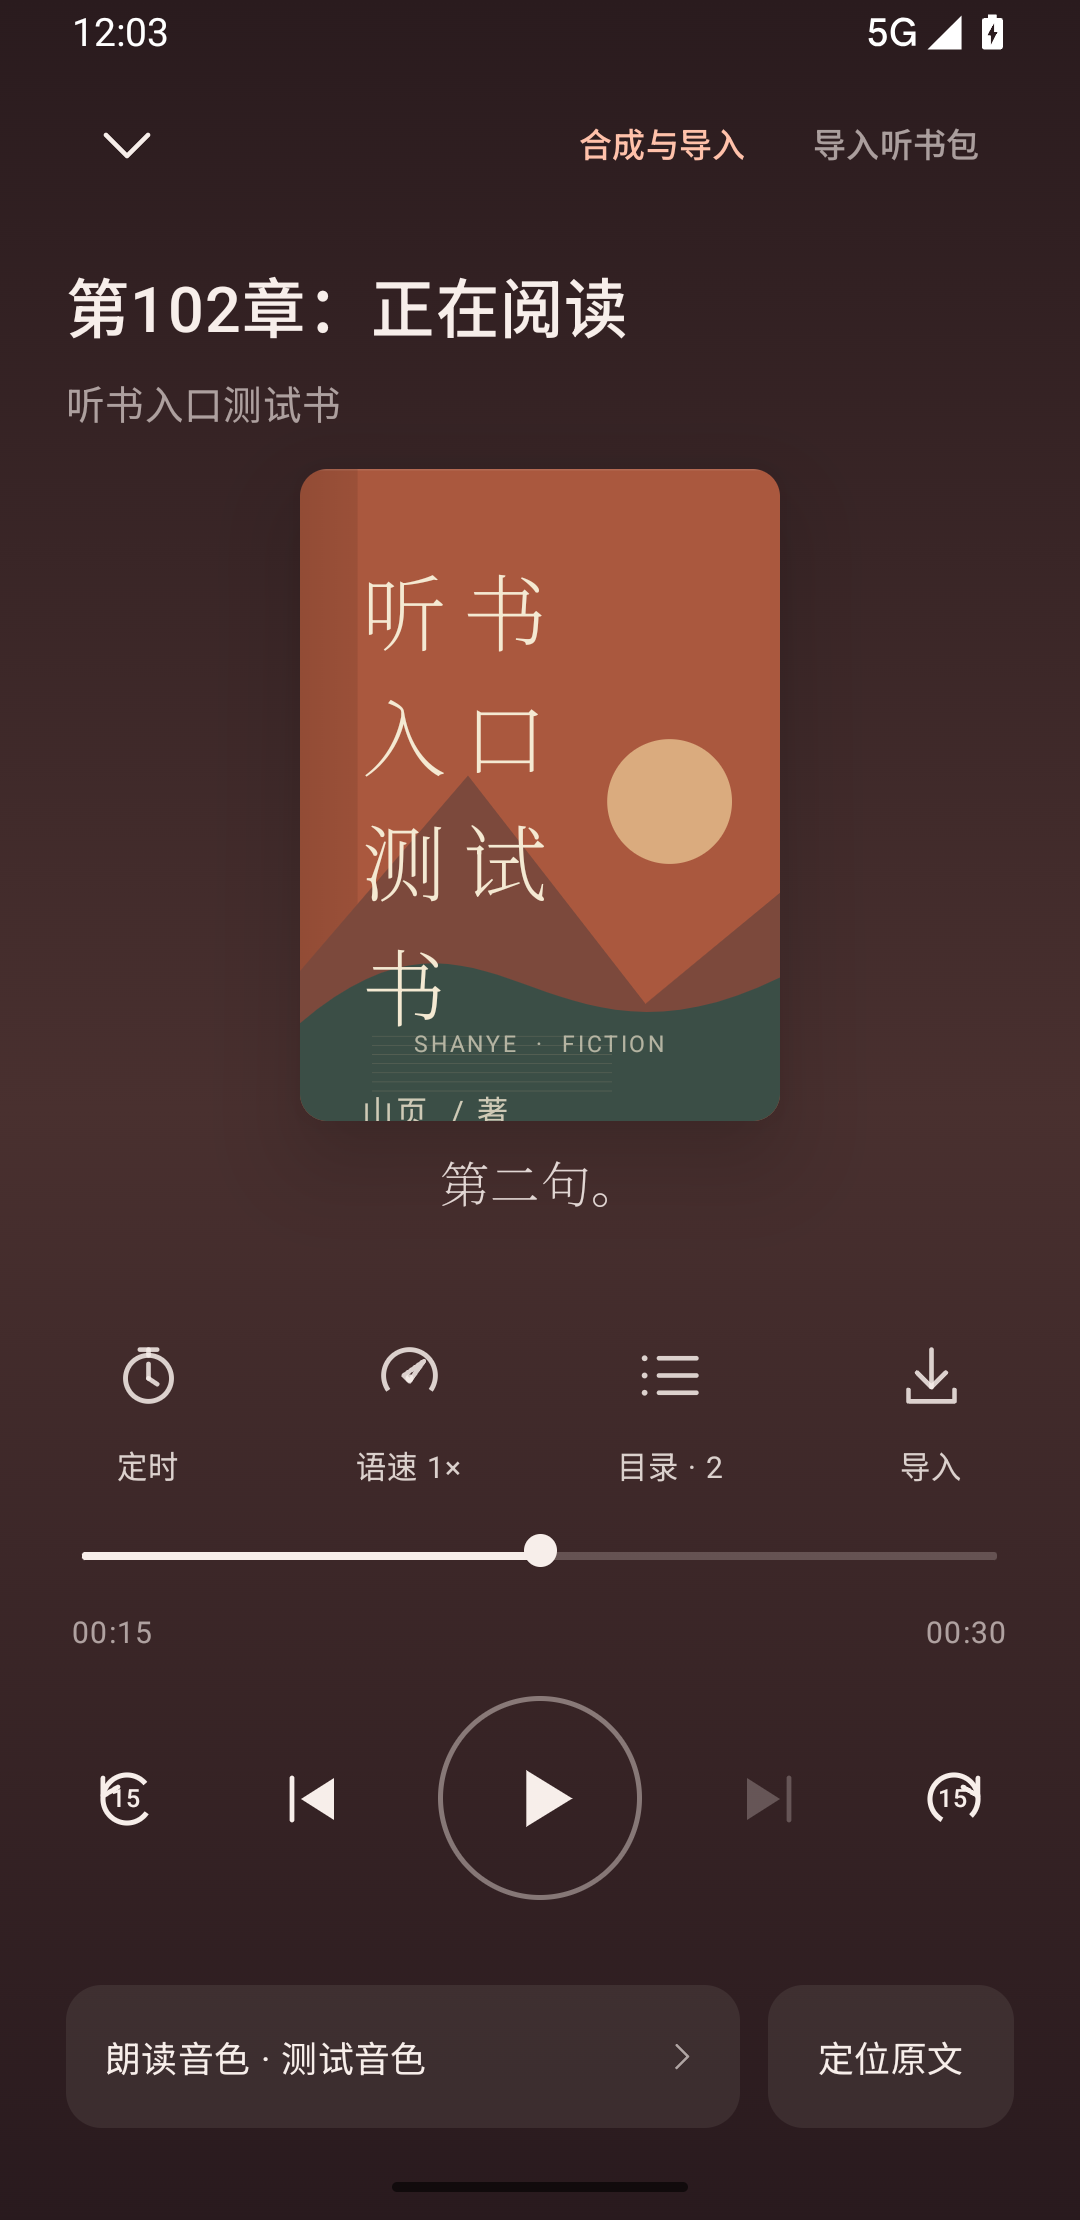 12:03 5G
合成与导入 导入听书包
第102章：正在阅读
听书入口测试书
听书
入口
测试
书
SHANYE · FICTION
山页 / 著
第二句。
定时 语速 1× 目录 · 2 导入
00:15 00:30
15 15
朗读音色 · 测试音色 定位原文